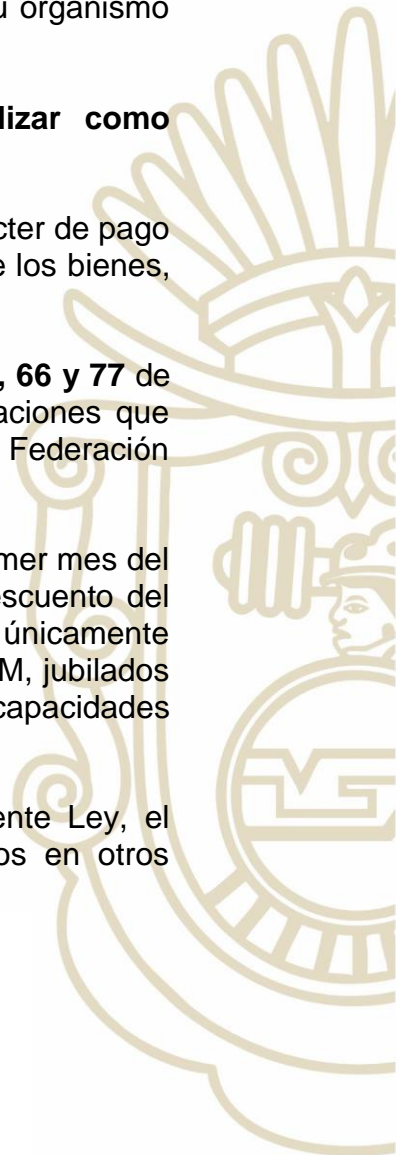 u organismo
lizar como
cter de pago
e los bienes,
, 66 y 77 de
aciones que
Federación
mer mes del
escuento del
únicamente
M, jubilados
capacidades
ente Ley, el
os en otros